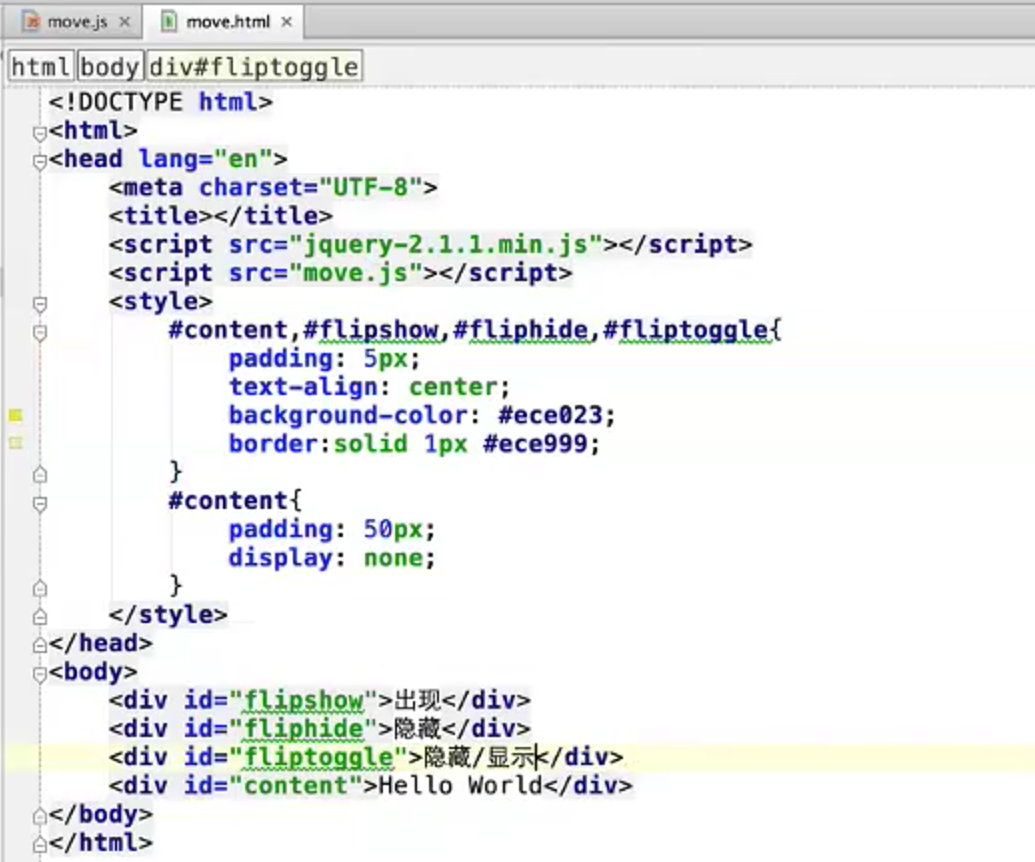 move.js × move.html ×
html body div#fliptoggle
<!DOCTYPE html>
<html>
<head lang="en">
    <meta charset="UTF-8">
    <title></title>
    <script src="jquery-2.1.1.min.js"></script>
    <script src="move.js"></script>
    <style>
        #content,#flipshow,#fliphide,#fliptoggle{
            padding: 5px;
            text-align: center;
            background-color: #ece023;
            border:solid 1px #ece999;
        }
        #content{
            padding: 50px;
            display: none;
        }
    </style>
</head>
<body>
    <div id="flipshow">出现</div>
    <div id="fliphide">隐藏</div>
    <div id="fliptoggle">隐藏/显示</div>
    <div id="content">Hello World</div>
</body>
</html>